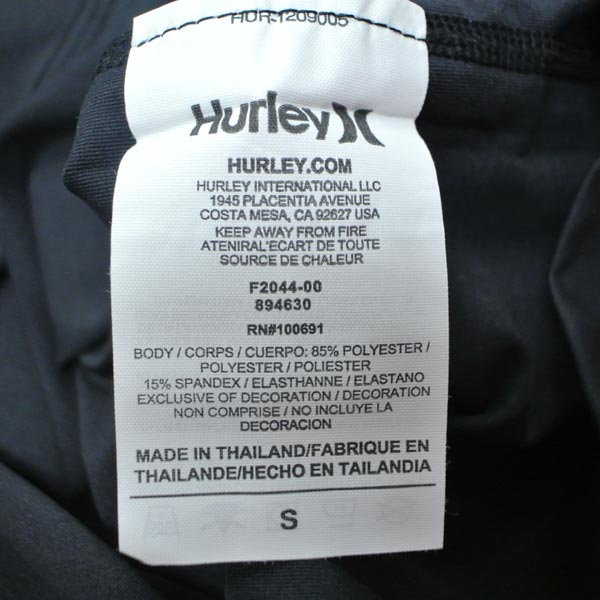 HUR.1209005
Hurley
HURLEY.COM
HURLEY INTERNATIONAL LLC
1945 PLACENTIA AVENUE
COSTA MESA, CA 92627 USA
KEEP AWAY FROM FIRE
ATENIRAL'ECART DE TOUTE
SOURCE DE CHALEUR
F2044-00
894630
RN#100691
BODY / CORPS / CUERPO: 85% POLYESTER /
POLYESTER / POLIESTER
15% SPANDEX / ELASTHANNE / ELASTANO
EXCLUSIVE OF DECORATION / DECORATION
NON COMPRISE / NO INCLUYE LA
DECORACION
MADE IN THAILAND/FABRIQUE EN
THAILANDE/HECHO EN TAILANDIA
S